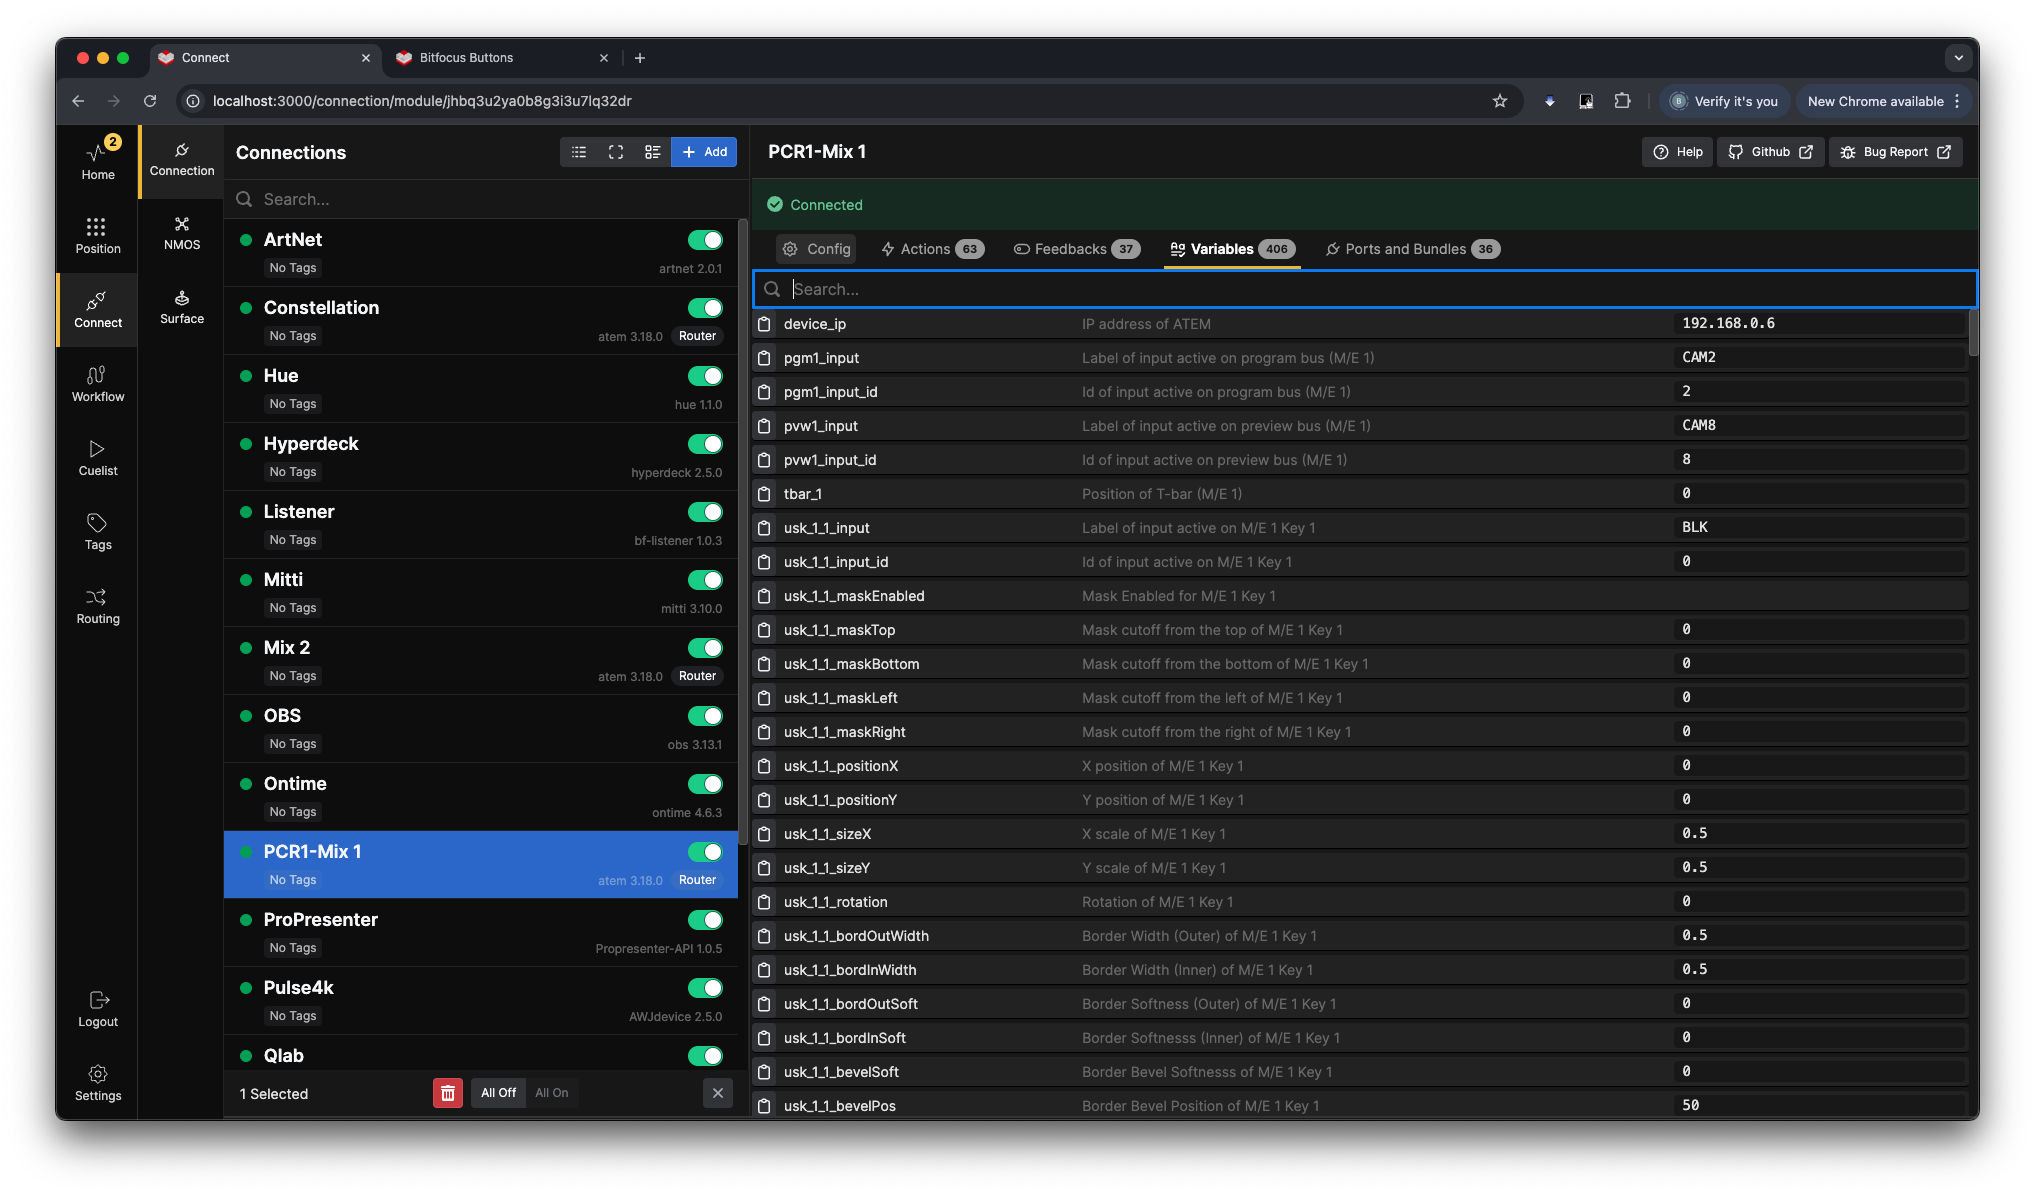 Connect
Bitfocus Buttons
localhost:3000/connection/module/jhbq3u2ya0b8g3i3u7lq32dr
B
Verify it's you
New Chrome available
2
Home
Position
Connect
Workflow
Cuelist
Tags
Routing
Logout
Settings
Connection
NMOS
Surface
Connections
Add
Search...
ArtNet
No Tags
artnet 2.0.1
Constellation
No Tags
atem 3.18.0
Router
Hue
No Tags
hue 1.1.0
Hyperdeck
No Tags
hyperdeck 2.5.0
Listener
No Tags
bf-listener 1.0.3
Mitti
No Tags
mitti 3.10.0
Mix 2
No Tags
atem 3.18.0
Router
OBS
No Tags
obs 3.13.1
Ontime
No Tags
ontime 4.6.3
PCR1-Mix 1
No Tags
atem 3.18.0
Router
ProPresenter
No Tags
Propresenter-API 1.0.5
Pulse4k
No Tags
AWJdevice 2.5.0
Qlab
1 Selected
All Off
All On
PCR1-Mix 1
Help
Github
Bug Report
Connected
Config
Actions 63
Feedbacks 37
Variables 406
Ports and Bundles 36
Search...
device_ip IP address of ATEM 192.168.0.6
pgm1_input Label of input active on program bus (M/E 1) CAM2
pgm1_input_id Id of input active on program bus (M/E 1) 2
pvw1_input Label of input active on preview bus (M/E 1) CAM8
pvw1_input_id Id of input active on preview bus (M/E 1) 8
tbar_1 Position of T-bar (M/E 1) 0
usk_1_1_input Label of input active on M/E 1 Key 1 BLK
usk_1_1_input_id Id of input active on M/E 1 Key 1 0
usk_1_1_maskEnabled Mask Enabled for M/E 1 Key 1
usk_1_1_maskTop Mask cutoff from the top of M/E 1 Key 1 0
usk_1_1_maskBottom Mask cutoff from the bottom of M/E 1 Key 1 0
usk_1_1_maskLeft Mask cutoff from the left of M/E 1 Key 1 0
usk_1_1_maskRight Mask cutoff from the right of M/E 1 Key 1 0
usk_1_1_positionX X position of M/E 1 Key 1 0
usk_1_1_positionY Y position of M/E 1 Key 1 0
usk_1_1_sizeX X scale of M/E 1 Key 1 0.5
usk_1_1_sizeY Y scale of M/E 1 Key 1 0.5
usk_1_1_rotation Rotation of M/E 1 Key 1 0
usk_1_1_bordOutWidth Border Width (Outer) of M/E 1 Key 1 0.5
usk_1_1_bordInWidth Border Width (Inner) of M/E 1 Key 1 0.5
usk_1_1_bordOutSoft Border Softness (Outer) of M/E 1 Key 1 0
usk_1_1_bordInSoft Border Softnesss (Inner) of M/E 1 Key 1 0
usk_1_1_bevelSoft Border Bevel Softnesss of M/E 1 Key 1 0
usk_1_1_bevelPos Border Bevel Position of M/E 1 Key 1 50